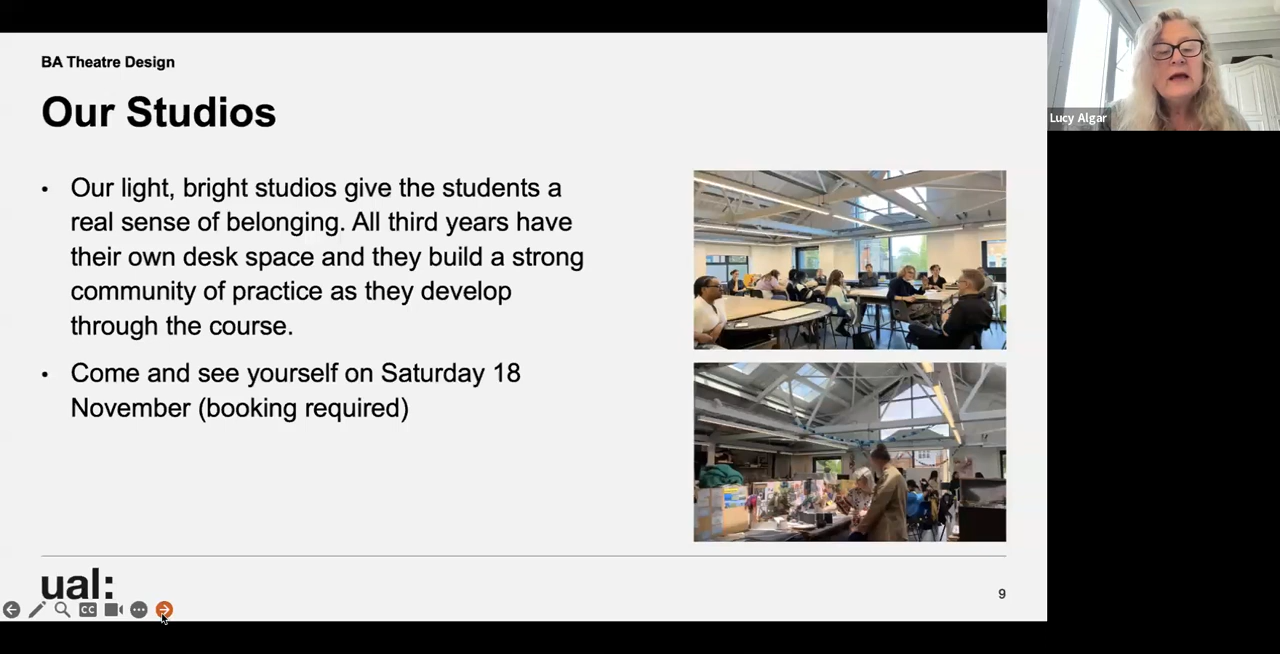 BA Theatre Design
Our Studios
• Our light, bright studios give the students a
real sense of belonging. All third years have
their own desk space and they build a strong
community of practice as they develop
through the course.
• Come and see yourself on Saturday 18
November (booking required)
ual:
CC
9
Lucy Algar